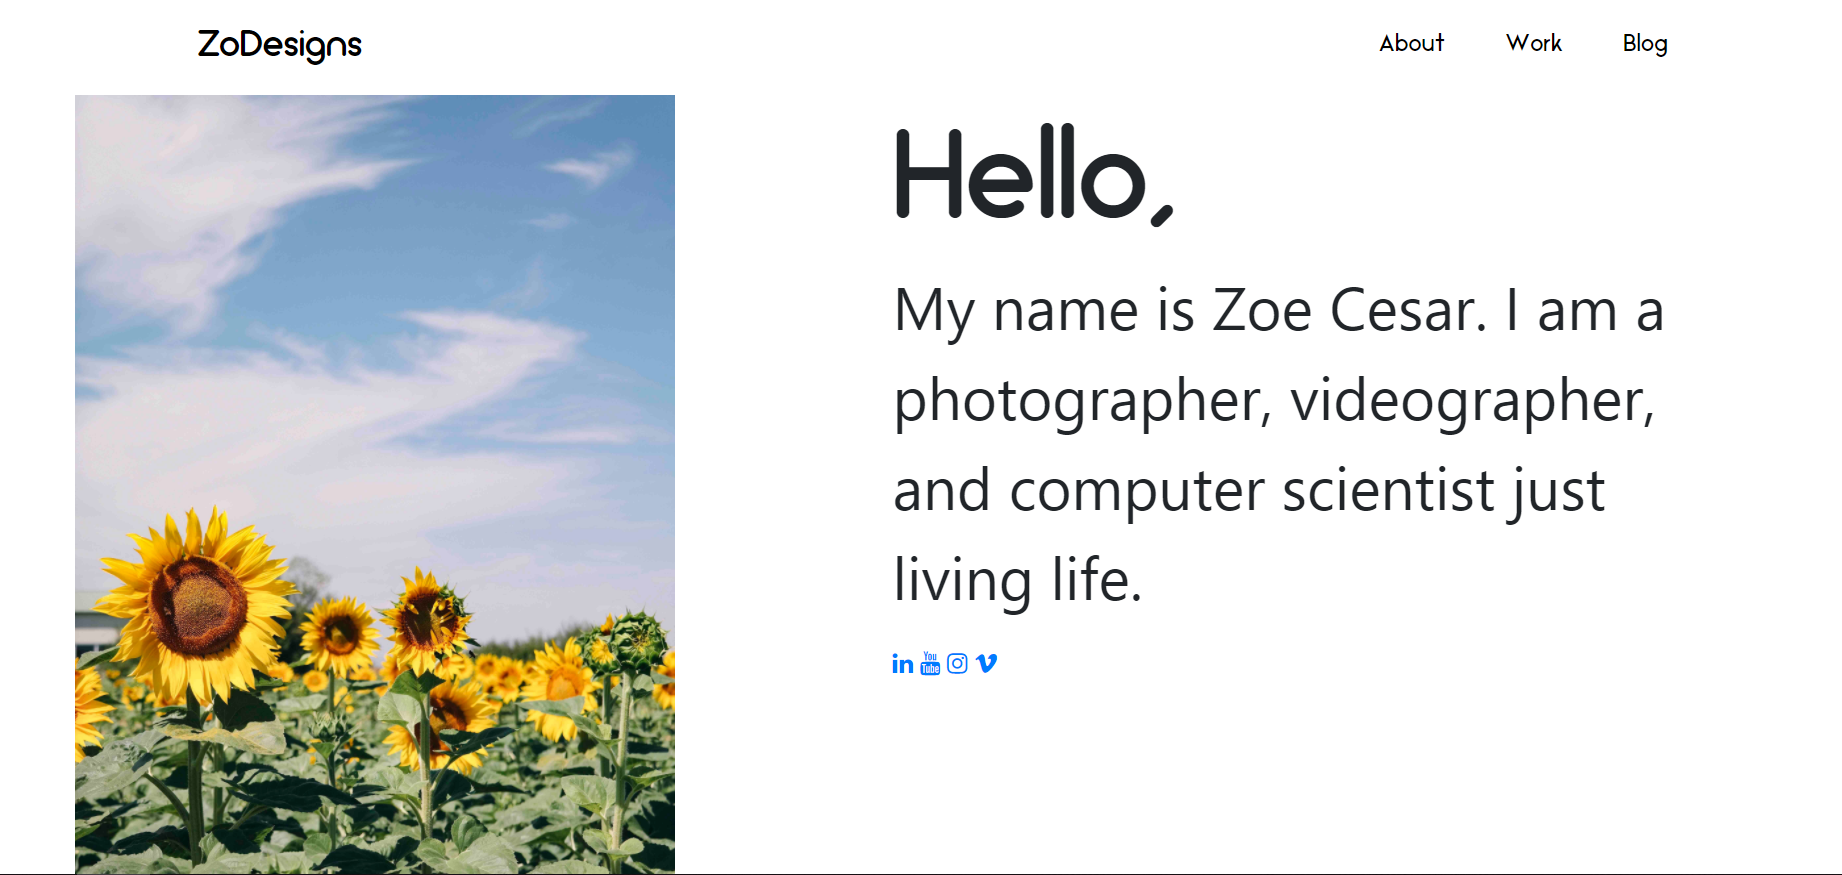 ZoDesigns
About Work Blog
Hello,
My name is Zoe Cesar. I am a
photographer, videographer,
and computer scientist just
living life.
in You Tube